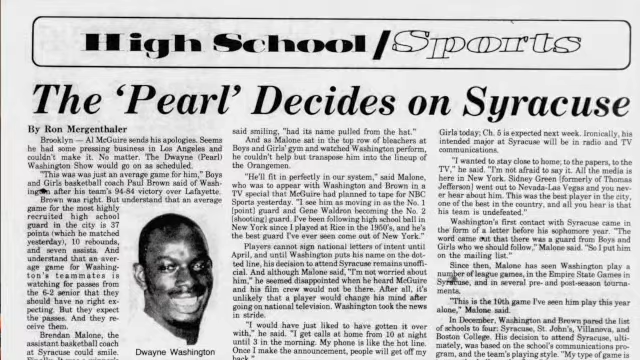 High School/Sports
The 'Pearl' Decides on Syracuse
By Ron Mergenthaler
Brooklyn — Al McGuire sends his apologies. Seems
he had some pressing business in Los Angeles and
couldn't make it. No matter. The Dwayne (Pearl)
Washington Show would go on as scheduled.
"This was was just an average game for him," Boys
and Girls basketball coach Paul Brown said of Wash-
ington after his team's 94-84 victory over Lafayette.
Brown was right. But understand that an average
game for the most highly
recruited high school
guard in the city is 37
points (which he matched
yesterday), 10 rebounds,
and seven assists. And
understand that an aver-
age game for Washing-
ton's teammates is
watching for passes from
the 6-2 senior that they
should have no right ex-
pecting. But they expect
the passes. And they re-
ceive them.
Brendan Malone, the
assistant basketball coach
at Syracuse could smile.
Dwayne Washington
said smiling, "had its name pulled from the hat."
And as Malone sat in the top row of bleachers at
Boys and Girls' gym and watched Washington perform,
he couldn't help but transpose him into the lineup of
the Orangemen.
"He'll fit in perfectly in our system," said Malone,
who was to appear with Washington and Brown in a
TV special that McGuire had planned to tape for NBC
Sports yesterday. "I see him as moving in as the No. 1
[point] guard and Gene Waldron becoming the No. 2
[shooting] guard. I've been following high school ball in
New York since I played at Rice in the 1950's, and he's
the best guard I've ever seen come out of New York."
Players cannot sign national letters of intent until
April, and until Washington puts his name on the dot-
ted line, his decision to attend Syracuse remains unoffi-
cial. And although Malone said, "I'm not worried about
him," he seemed disappointed when he heard McGuire
and his film crew would not be there. After all, it's
unlikely that a player would change his mind after
going on national television. Washington took the news
in stride.
"I would have just liked to have gotten it over
with," he said. "I get calls at home from 10 at night
until 3 in the morning. My phone is like the hot line.
Once I make the announcement, people will get off my
back."
Girls today; Ch. 5 is expected next week. Ironically, his
intended major at Syracuse will be in radio and TV
communications.
"I wanted to stay close to home; to the papers, to the
TV," he said. "I'm not afraid to say it. All the media is
here in New York. Sidney Green (formerly of Thomas
Jefferson) went out to Nevada-Las Vegas and you nev-
er hear about him. This was the best player in the city,
one of the best in the country, and all you hear is that
his team is undefeated."
Washington's first contact with Syracuse came in
the form of a letter before his sophomore year. "The
word came out that there was a guard from Boys and
Girls who we should follow," Malone said. "So I put him
on the mailing list."
Since then, Malone has seen Washington play a
number of league games, in the Empire State Games in
Syracuse, and in several pre- and post-season tourna-
ments.
"This is the 10th game I've seen him play this year
alone," Malone said.
In December, Washington and Brown pared the list
of schools to four: Syracuse, St. John's, Villanova, and
Boston College. His decision to attend Syracuse, ulti-
mately, was based on the school's communications pro-
gram, and the team's playing style. "My type of game is